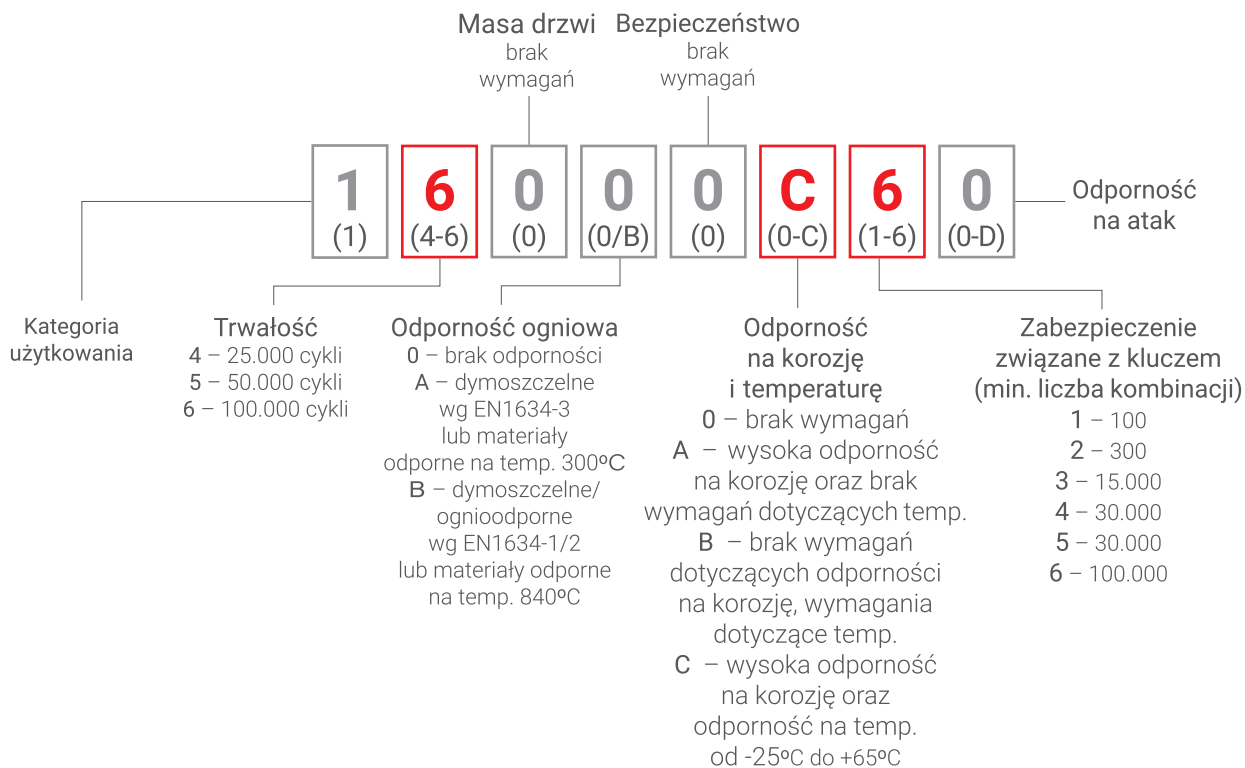 Masa drzwi
brak
wymagań
Bezpieczeństwo
brak
wymagań
1 6 0 0 0 C 6 0
(1) (4-6) (0) (0/B) (0) (0-C) (1-6) (0-D)
Odporność
na atak
Kategoria
użytkowania
Trwałość
4 – 25.000 cykli
5 – 50.000 cykli
6 – 100.000 cykli
Odporność ogniowa
0 – brak odporności
A – dymoszczelne
wg EN1634-3
lub materiały
odporne na temp. 300ºC
B – dymoszczelne/
ognioodporne
wg EN1634-1/2
lub materiały odporne
na temp. 840ºC
Odporność
na korozję
i temperaturę
0 – brak wymagań
A – wysoka odporność
na korozję oraz brak
wymagań dotyczących temp.
B – brak wymagań
dotyczących odporności
na korozję, wymagania
dotyczące temp.
C – wysoka odporność
na korozję oraz
odporność na temp.
od -25ºC do +65ºC
Zabezpieczenie
związane z kluczem
(min. liczba kombinacji)
1 – 100
2 – 300
3 – 15.000
4 – 30.000
5 – 30.000
6 – 100.000